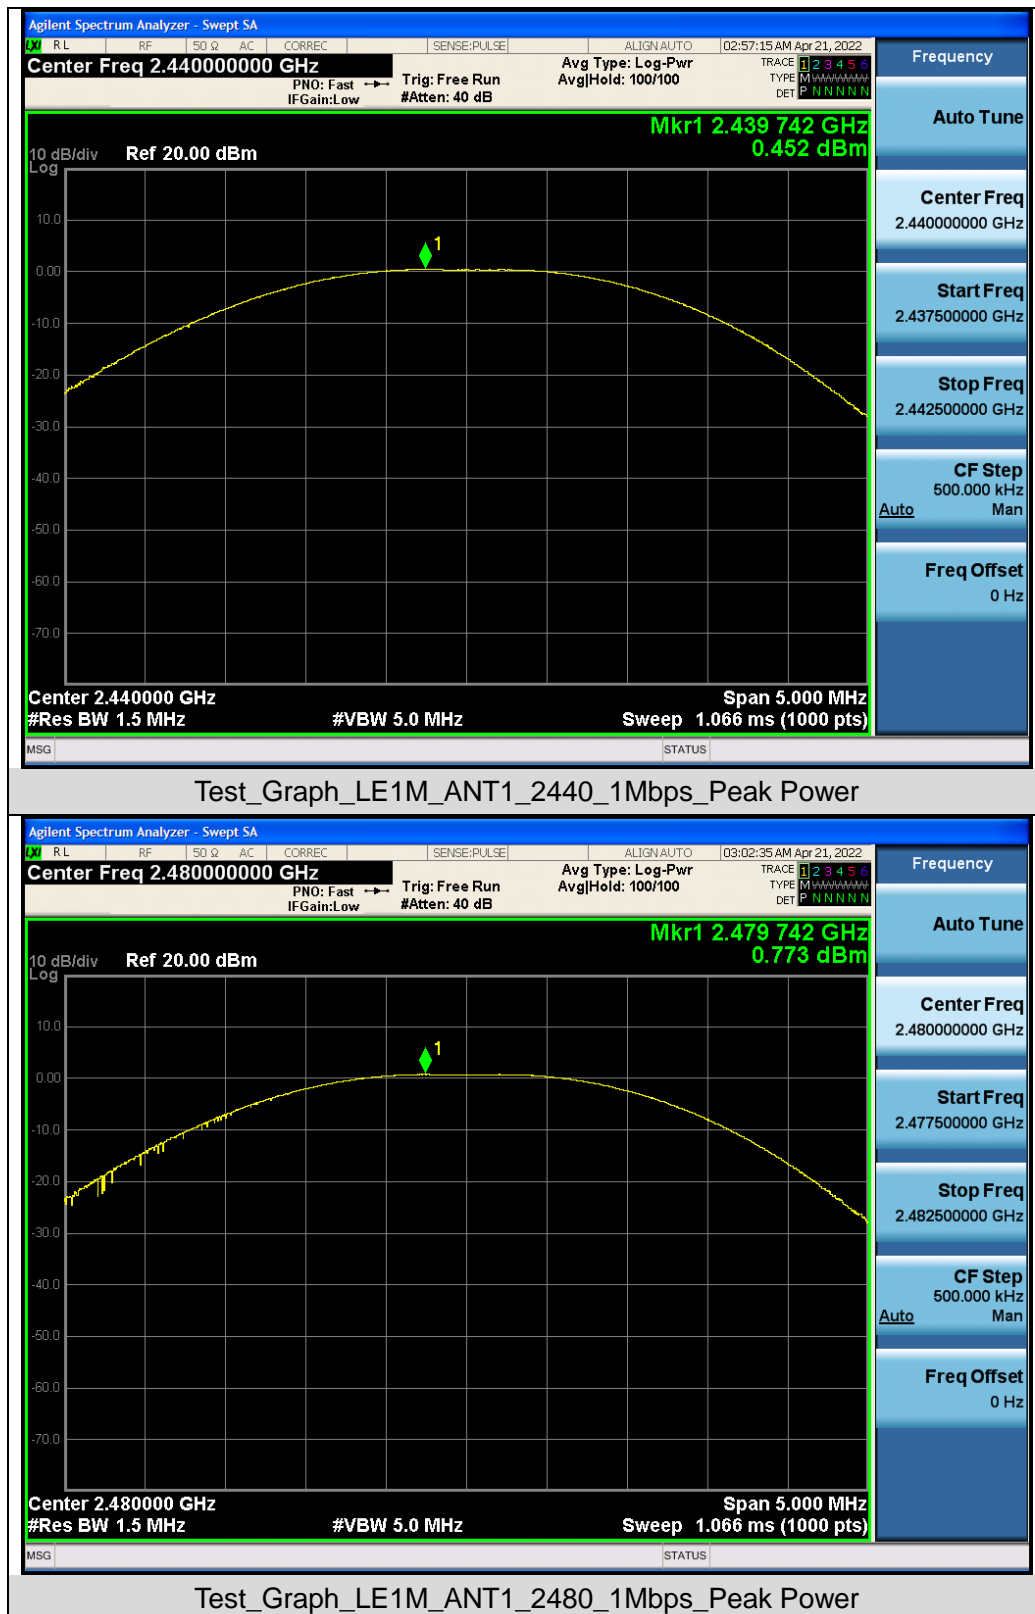 Agilent Spectrum Analyzer - Swept SA
LXI RL RF 50 Ω AC CORREC SENSE:PULSE ALIGN AUTO 02:57:15 AM Apr 21, 2022
Center Freq 2.440000000 GHz
PNO: Fast
IFGain:Low
Trig: Free Run
#Atten: 40 dB
Avg Type: Log-Pwr
Avg|Hold: 100/100
TRACE 1 2 3 4 5 6
TYPE M WWWWW
DET P N N N N N
Frequency
Mkr1 2.439 742 GHz
0.452 dBm
10 dB/div
Log
Ref 20.00 dBm
10.0
0.00
-10.0
-20.0
-30.0
-40.0
-50.0
-60.0
-70.0
1
Center 2.440000 GHz
Span 5.000 MHz
#Res BW 1.5 MHz
#VBW 5.0 MHz
Sweep 1.066 ms (1000 pts)
MSG
STATUS
Auto Tune
Center Freq
2.440000000 GHz
Start Freq
2.437500000 GHz
Stop Freq
2.442500000 GHz
CF Step
500.000 kHz
Auto Man
Freq Offset
0 Hz
Test_Graph_LE1M_ANT1_2440_1Mbps_Peak Power
Agilent Spectrum Analyzer - Swept SA
LXI RL RF 50 Ω AC CORREC SENSE:PULSE ALIGN AUTO 03:02:35 AM Apr 21, 2022
Center Freq 2.480000000 GHz
PNO: Fast
IFGain:Low
Trig: Free Run
#Atten: 40 dB
Avg Type: Log-Pwr
Avg|Hold: 100/100
TRACE 1 2 3 4 5 6
TYPE M WWWWW
DET P N N N N N
Frequency
Mkr1 2.479 742 GHz
0.773 dBm
10 dB/div
Log
Ref 20.00 dBm
10.0
0.00
-10.0
-20.0
-30.0
-40.0
-50.0
-60.0
-70.0
1
Center 2.480000 GHz
Span 5.000 MHz
#Res BW 1.5 MHz
#VBW 5.0 MHz
Sweep 1.066 ms (1000 pts)
MSG
STATUS
Auto Tune
Center Freq
2.480000000 GHz
Start Freq
2.477500000 GHz
Stop Freq
2.482500000 GHz
CF Step
500.000 kHz
Auto Man
Freq Offset
0 Hz
Test_Graph_LE1M_ANT1_2480_1Mbps_Peak Power